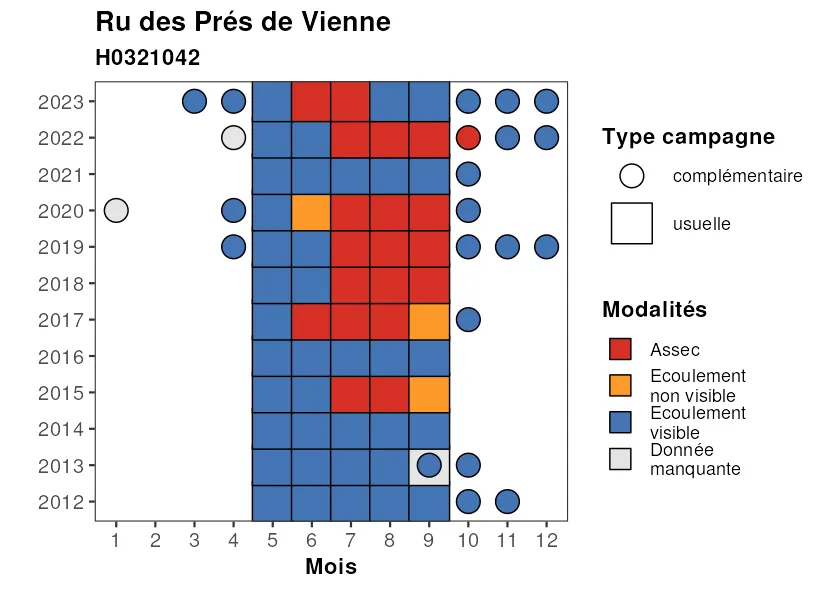 Ru des Prés de Vienne
H0321042
2023
2022
2021
2020
2019
2018
2017
2016
2015
2014
2013
2012
1 2 3 4 5 6 7 8 9 10 11 12
Mois
Type campagne
complémentaire
usuelle
Modalités
Assec
Ecoulement
non visible
Ecoulement
visible
Donnée
manquante